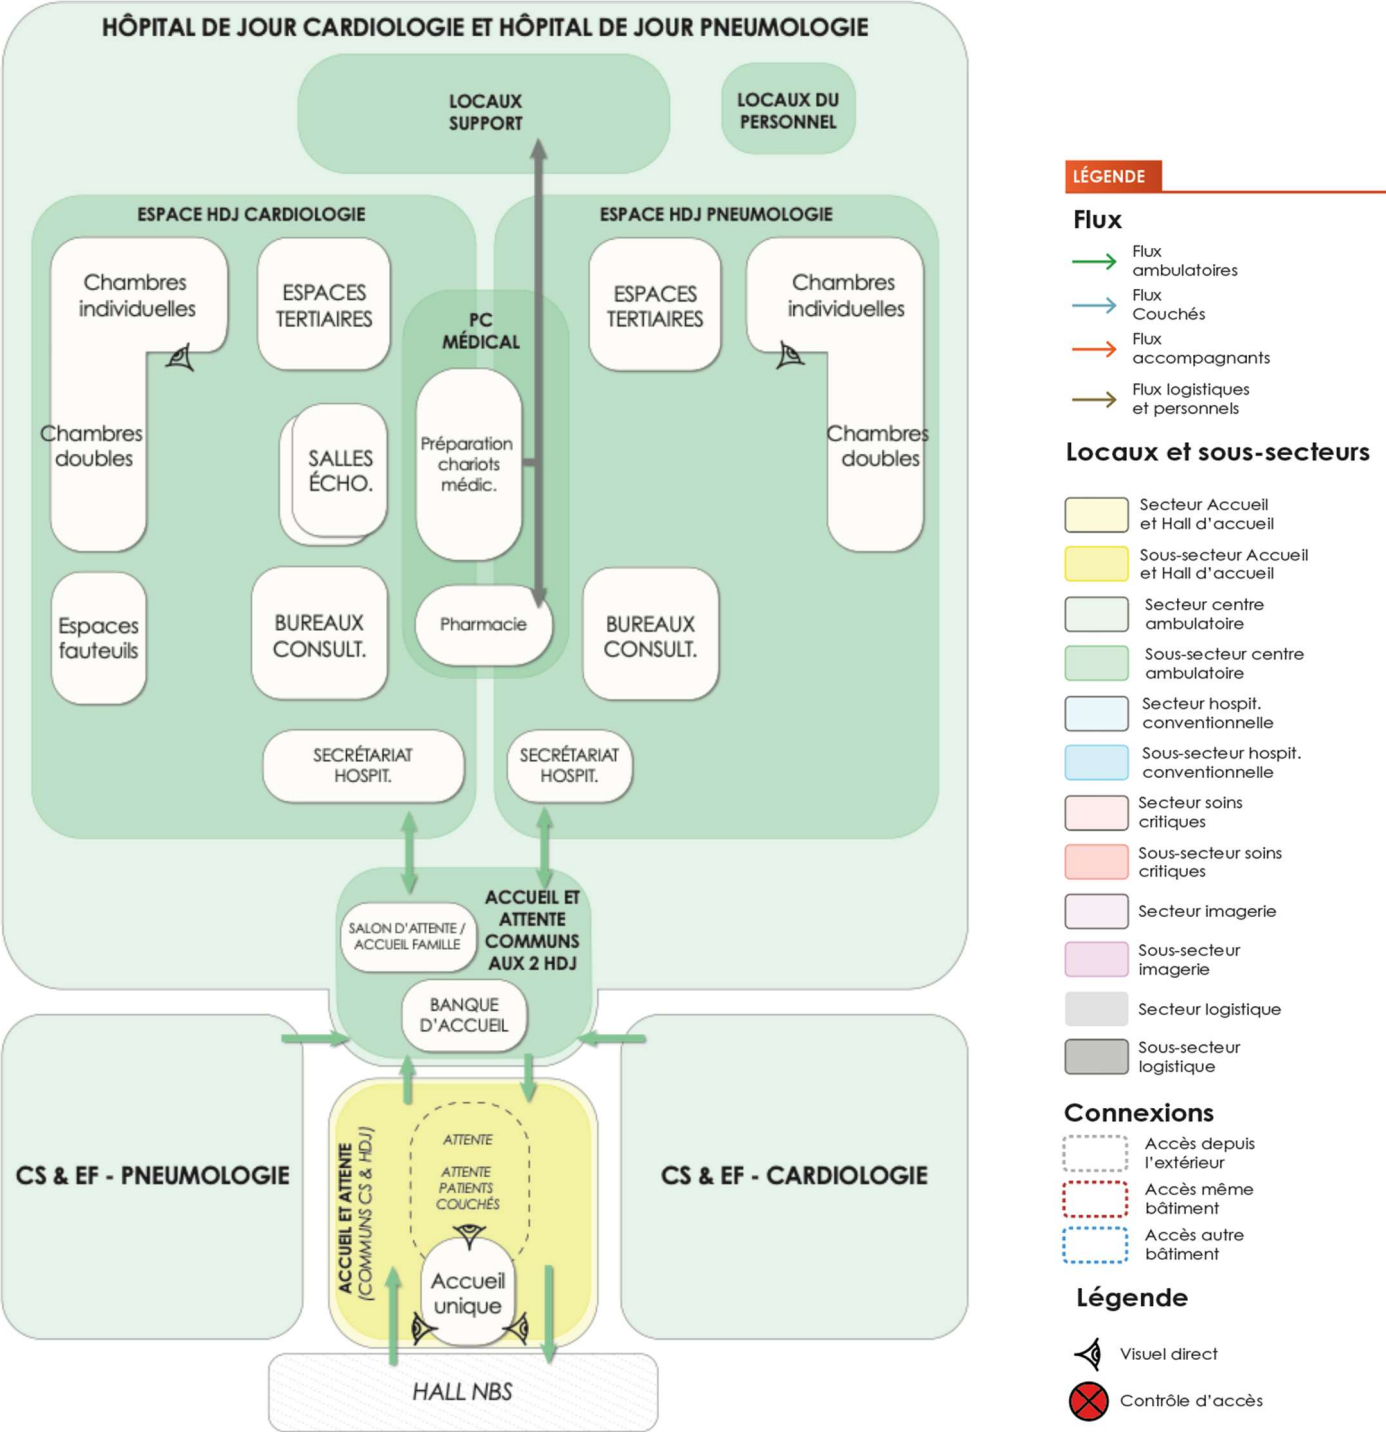 HÔPITAL DE JOUR CARDIOLOGIE ET HÔPITAL DE JOUR PNEUMOLOGIE
LOCAUX
SUPPORT
LOCAUX DU
PERSONNEL
ESPACE HDJ CARDIOLOGIE
Chambres
individuelles
Chambres
doubles
Espaces
fauteuils
ESPACES
TERTIAIRES
SALLES
ÉCHO.
BUREAUX
CONSULT.
SECRÉTARIAT
HOSPIT.
PC
MÉDICAL
Préparation
chariots
médic.
Pharmacie
ESPACE HDJ PNEUMOLOGIE
ESPACES
TERTIAIRES
Chambres
individuelles
Chambres
doubles
BUREAUX
CONSULT.
SECRÉTARIAT
HOSPIT.
SALON D'ATTENTE /
ACCUEIL FAMILLE
ACCUEIL ET
ATTENTE
COMMUNS
AUX 2 HDJ
BANQUE
D'ACCUEIL
CS & EF - PNEUMOLOGIE
ACCUEIL ET ATTENTE
(COMMUNS CS & HDJ)
ATTENTE
ATTENTE
PATIENTS
COUCHÉS
Accueil
unique
CS & EF - CARDIOLOGIE
HALL NBS
LÉGENDE
Flux
Flux
ambulatoires
Flux
Couchés
Flux
accompagnants
Flux logistiques
et personnels
Locaux et sous-secteurs
Secteur Accueil
et Hall d'accueil
Sous-secteur Accueil
et Hall d'accueil
Secteur centre
ambulatoire
Sous-secteur centre
ambulatoire
Secteur hospit.
conventionnelle
Sous-secteur hospit.
conventionnelle
Secteur soins
critiques
Sous-secteur soins
critiques
Secteur imagerie
Sous-secteur
imagerie
Secteur logistique
Sous-secteur
logistique
Connexions
Accès depuis
l'extérieur
Accès même
bâtiment
Accès autre
bâtiment
Légende
Visuel direct
Contrôle d'accès